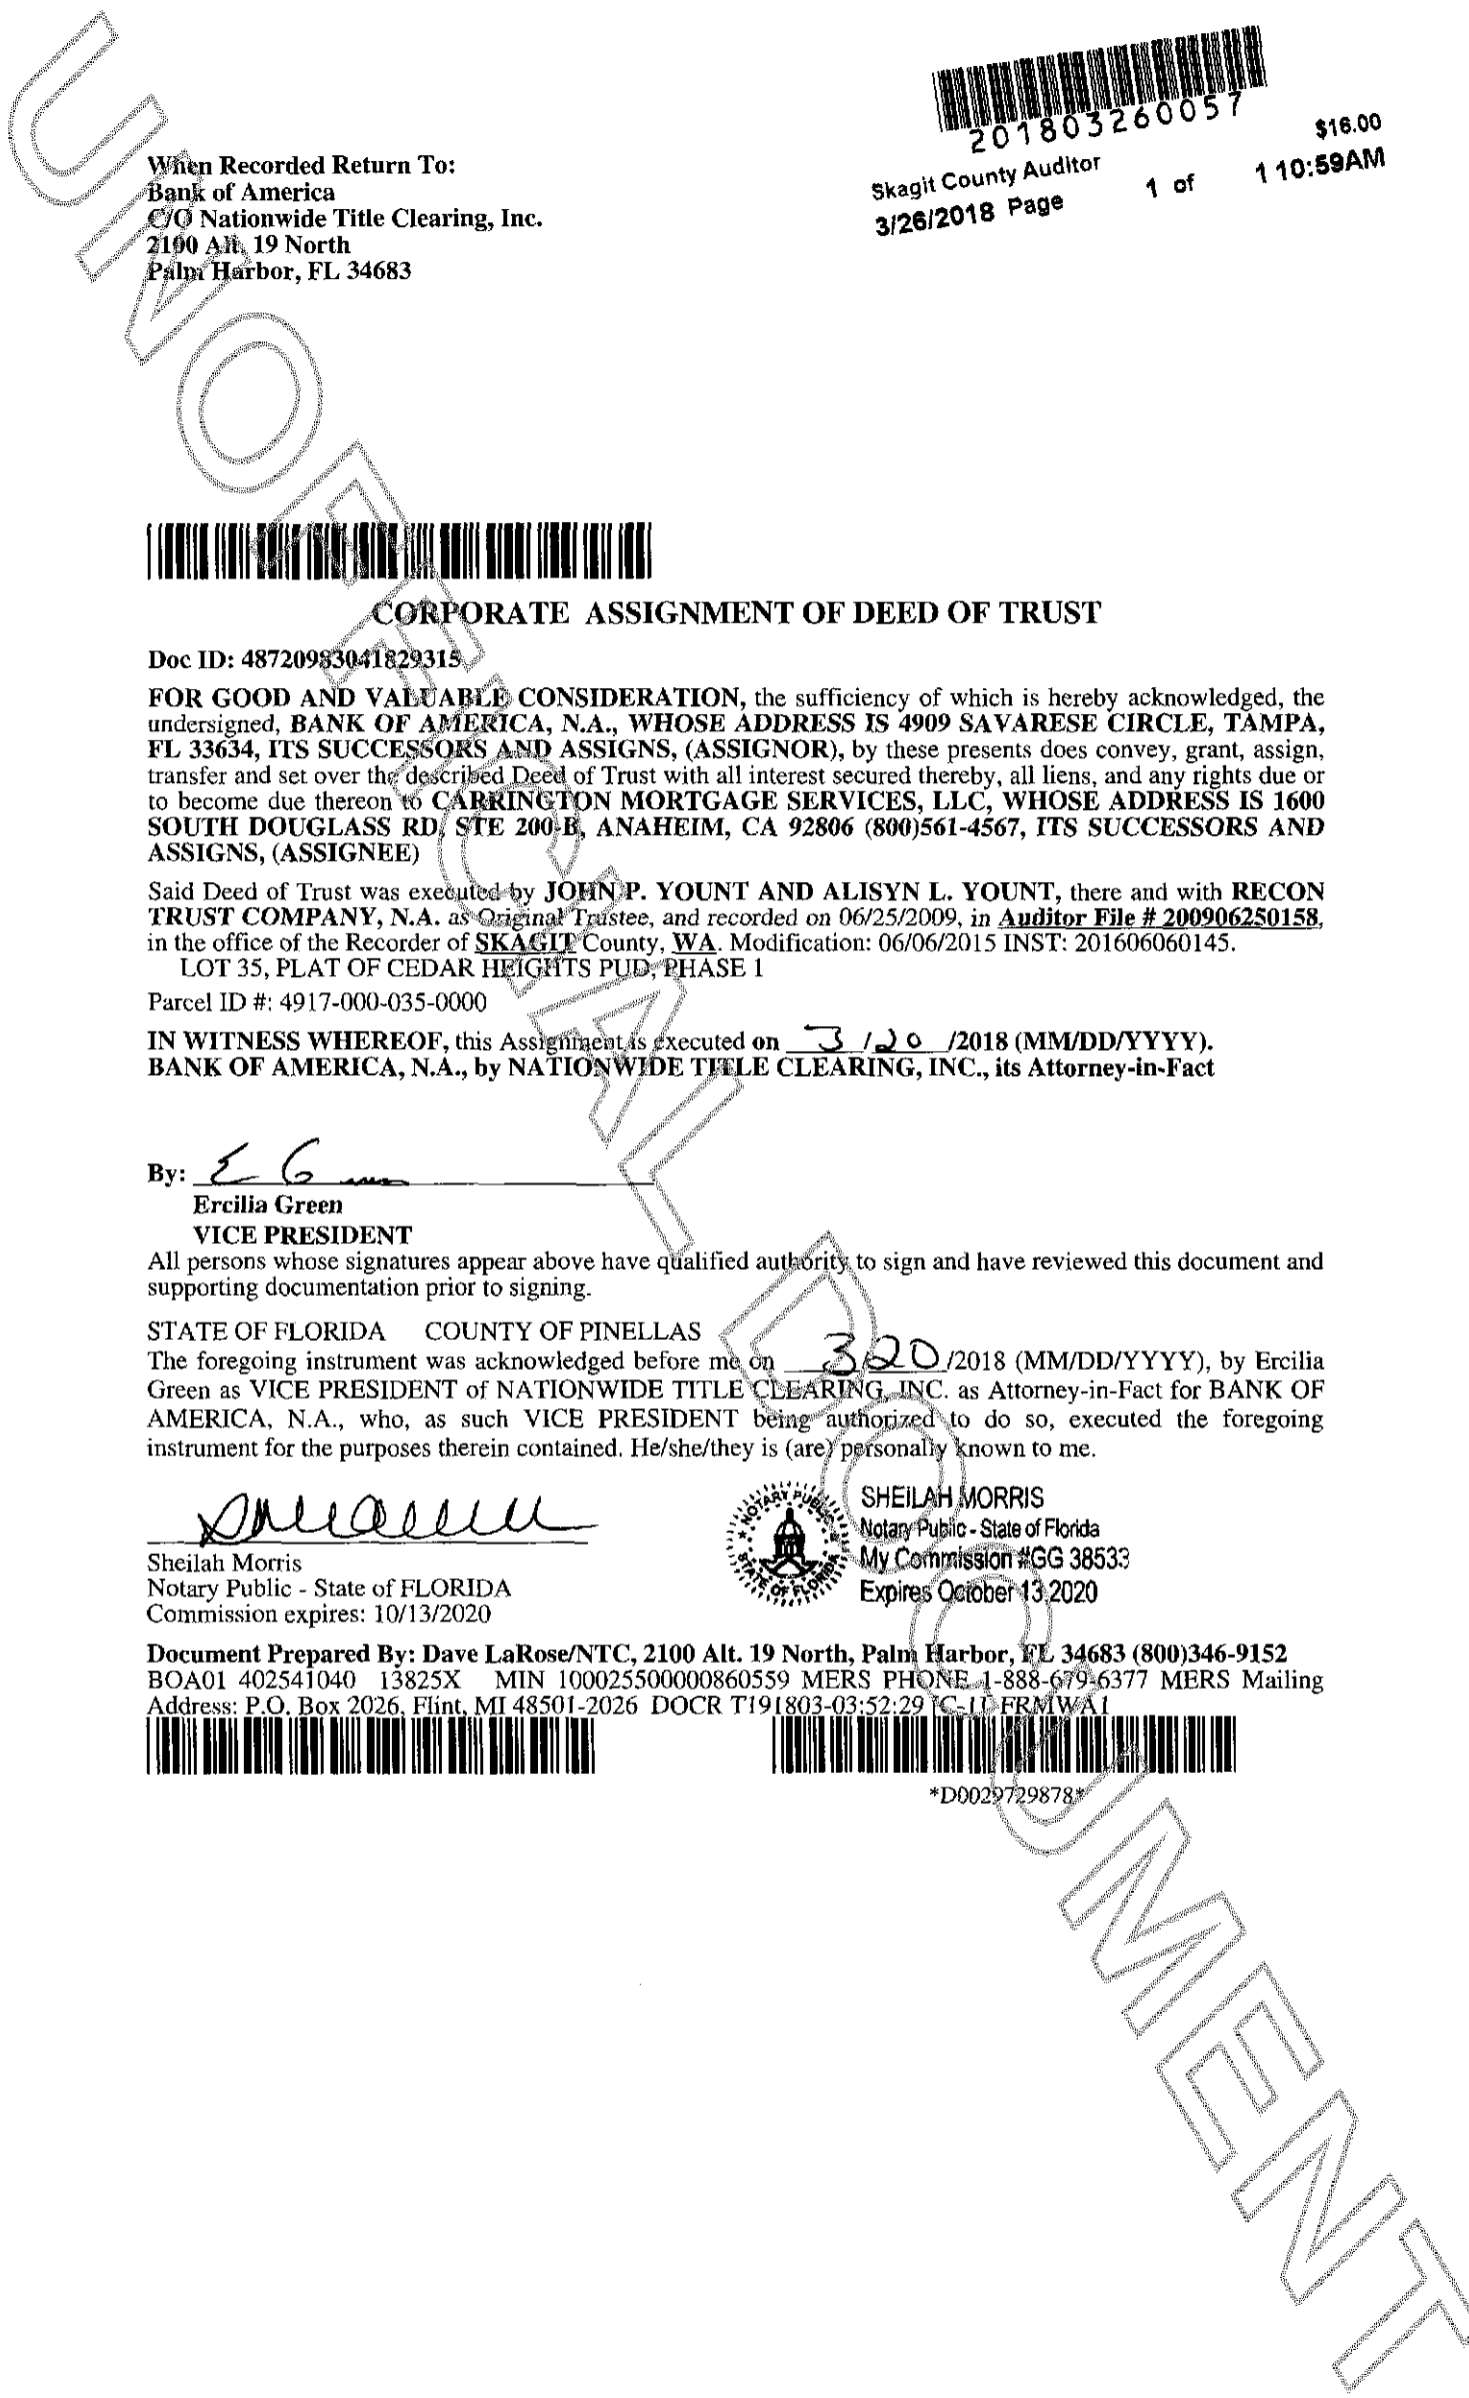 201803260057
Skagit County Auditor $16.00
3/26/2018 Page 1 of 1 10:59AM
When Recorded Return To:
Bank of America
C/O Nationwide Title Clearing, Inc.
2100 Alt. 19 North
Palm Harbor, FL 34683
CORPORATE ASSIGNMENT OF DEED OF TRUST
Doc ID: 48720983041829315
FOR GOOD AND VALUABLE CONSIDERATION, the sufficiency of which is hereby acknowledged, the
undersigned, BANK OF AMERICA, N.A., WHOSE ADDRESS IS 4909 SAVARESE CIRCLE, TAMPA,
FL 33634, ITS SUCCESSORS AND ASSIGNS, (ASSIGNOR), by these presents does convey, grant, assign,
transfer and set over the described Deed of Trust with all interest secured thereby, all liens, and any rights due or
to become due thereon to CARRINGTON MORTGAGE SERVICES, LLC, WHOSE ADDRESS IS 1600
SOUTH DOUGLASS RD, STE 200-B, ANAHEIM, CA 92806 (800)561-4567, ITS SUCCESSORS AND
ASSIGNS, (ASSIGNEE)
Said Deed of Trust was executed by JOHN P. YOUNT AND ALISYN L. YOUNT, there and with RECON
TRUST COMPANY, N.A. as Original Trustee, and recorded on 06/25/2009, in Auditor File # 200906250158,
in the office of the Recorder of SKAGIT County, WA. Modification: 06/06/2015 INST: 201606060145.
LOT 35, PLAT OF CEDAR HEIGHTS PUD, PHASE 1
Parcel ID #: 4917-000-035-0000
IN WITNESS WHEREOF, this Assignment is executed on 3 / 20 /2018 (MM/DD/YYYY).
BANK OF AMERICA, N.A., by NATIONWIDE TITLE CLEARING, INC., its Attorney-in-Fact
By: E G
Ercilia Green
VICE PRESIDENT
All persons whose signatures appear above have qualified authority to sign and have reviewed this document and
supporting documentation prior to signing.
STATE OF FLORIDA COUNTY OF PINELLAS
The foregoing instrument was acknowledged before me on 3/20/2018 (MM/DD/YYYY), by Ercilia
Green as VICE PRESIDENT of NATIONWIDE TITLE CLEARING, INC. as Attorney-in-Fact for BANK OF
AMERICA, N.A., who, as such VICE PRESIDENT being authorized to do so, executed the foregoing
instrument for the purposes therein contained. He/she/they is (are) personally known to me.
Sheilah Morris
Notary Public - State of FLORIDA
Commission expires: 10/13/2020
NOTARY PUBLIC
STATE OF FLORIDA
SHEILAH MORRIS
Notary Public - State of Florida
My Commission #GG 38533
Expires October 13, 2020
Document Prepared By: Dave LaRose/NTC, 2100 Alt. 19 North, Palm Harbor, FL 34683 (800)346-9152
BOA01 402541040 13825X MIN 100025500000860559 MERS PHONE 1-888-679-6377 MERS Mailing
Address: P.O. Box 2026, Flint, MI 48501-2026 DOCR T191803-03:52:29 [C-1] FRMWA1
*D0029729878*
UNOFFICIAL DOCUMENT